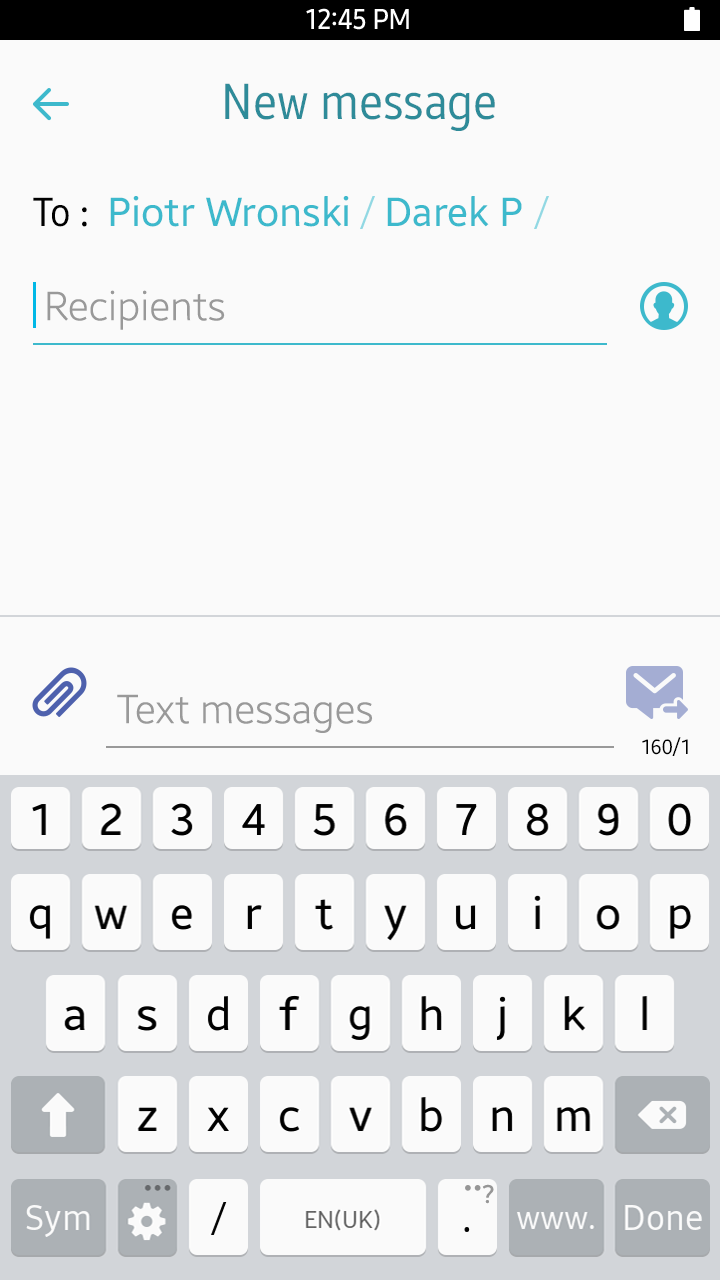 12:45 PM
New message
To : Piotr Wronski / Darek P /
Recipients
Text messages
160/1
1 2 3 4 5 6 7 8 9 0
q w e r t y u i o p
a s d f g h j k l
z x c v b n m
Sym / EN(UK) . ..? www. Done